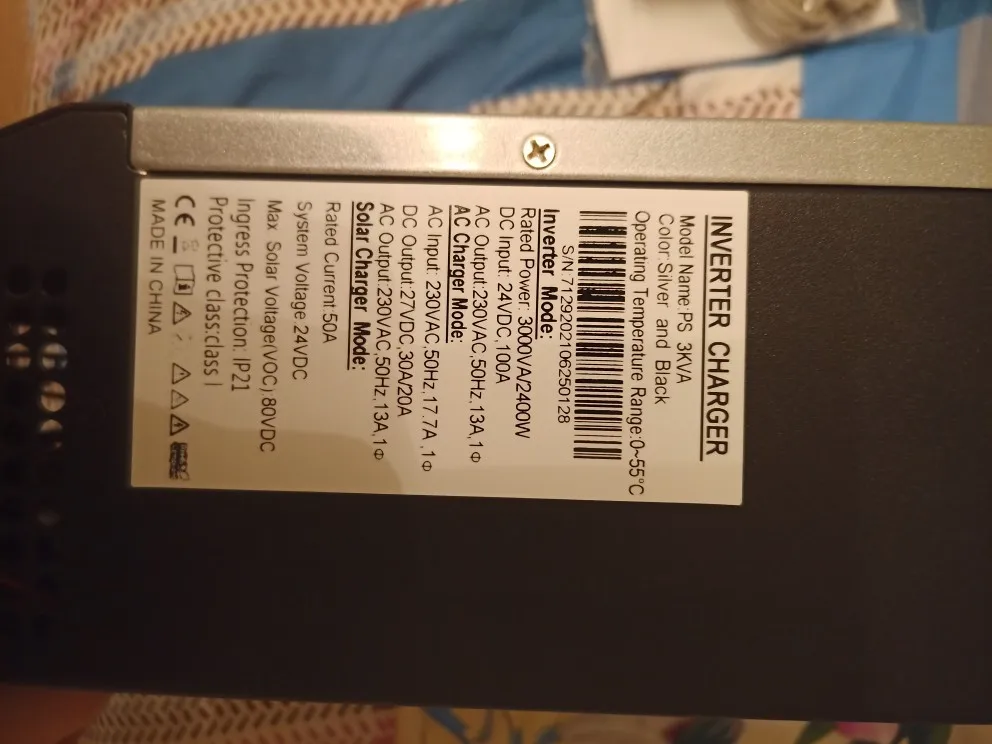 INVERTER CHARGER
Model Name:PS 3KVA
Color:Silver and Black
Operating Temperature Range:0~55°C
S/N:71292021062501​28
Inverter Mode:
Rated Power: 3000VA/2400W
DC Input: 24VDC,100A
AC Output:230VAC,50Hz,13A,1Φ
AC Charger Mode:
AC Input: 230VAC,50Hz,17.7A,1Φ
DC Output:27VDC,30A/20A
AC Output:230VAC,50Hz,13A,1Φ
Solar Charger Mode:
Rated Current:50A
System Voltage 24VDC
Max Solar Voltage(VOC),80VDC
Ingress Protection: IP21
Protective class:class I
CE
MADE IN CHINA